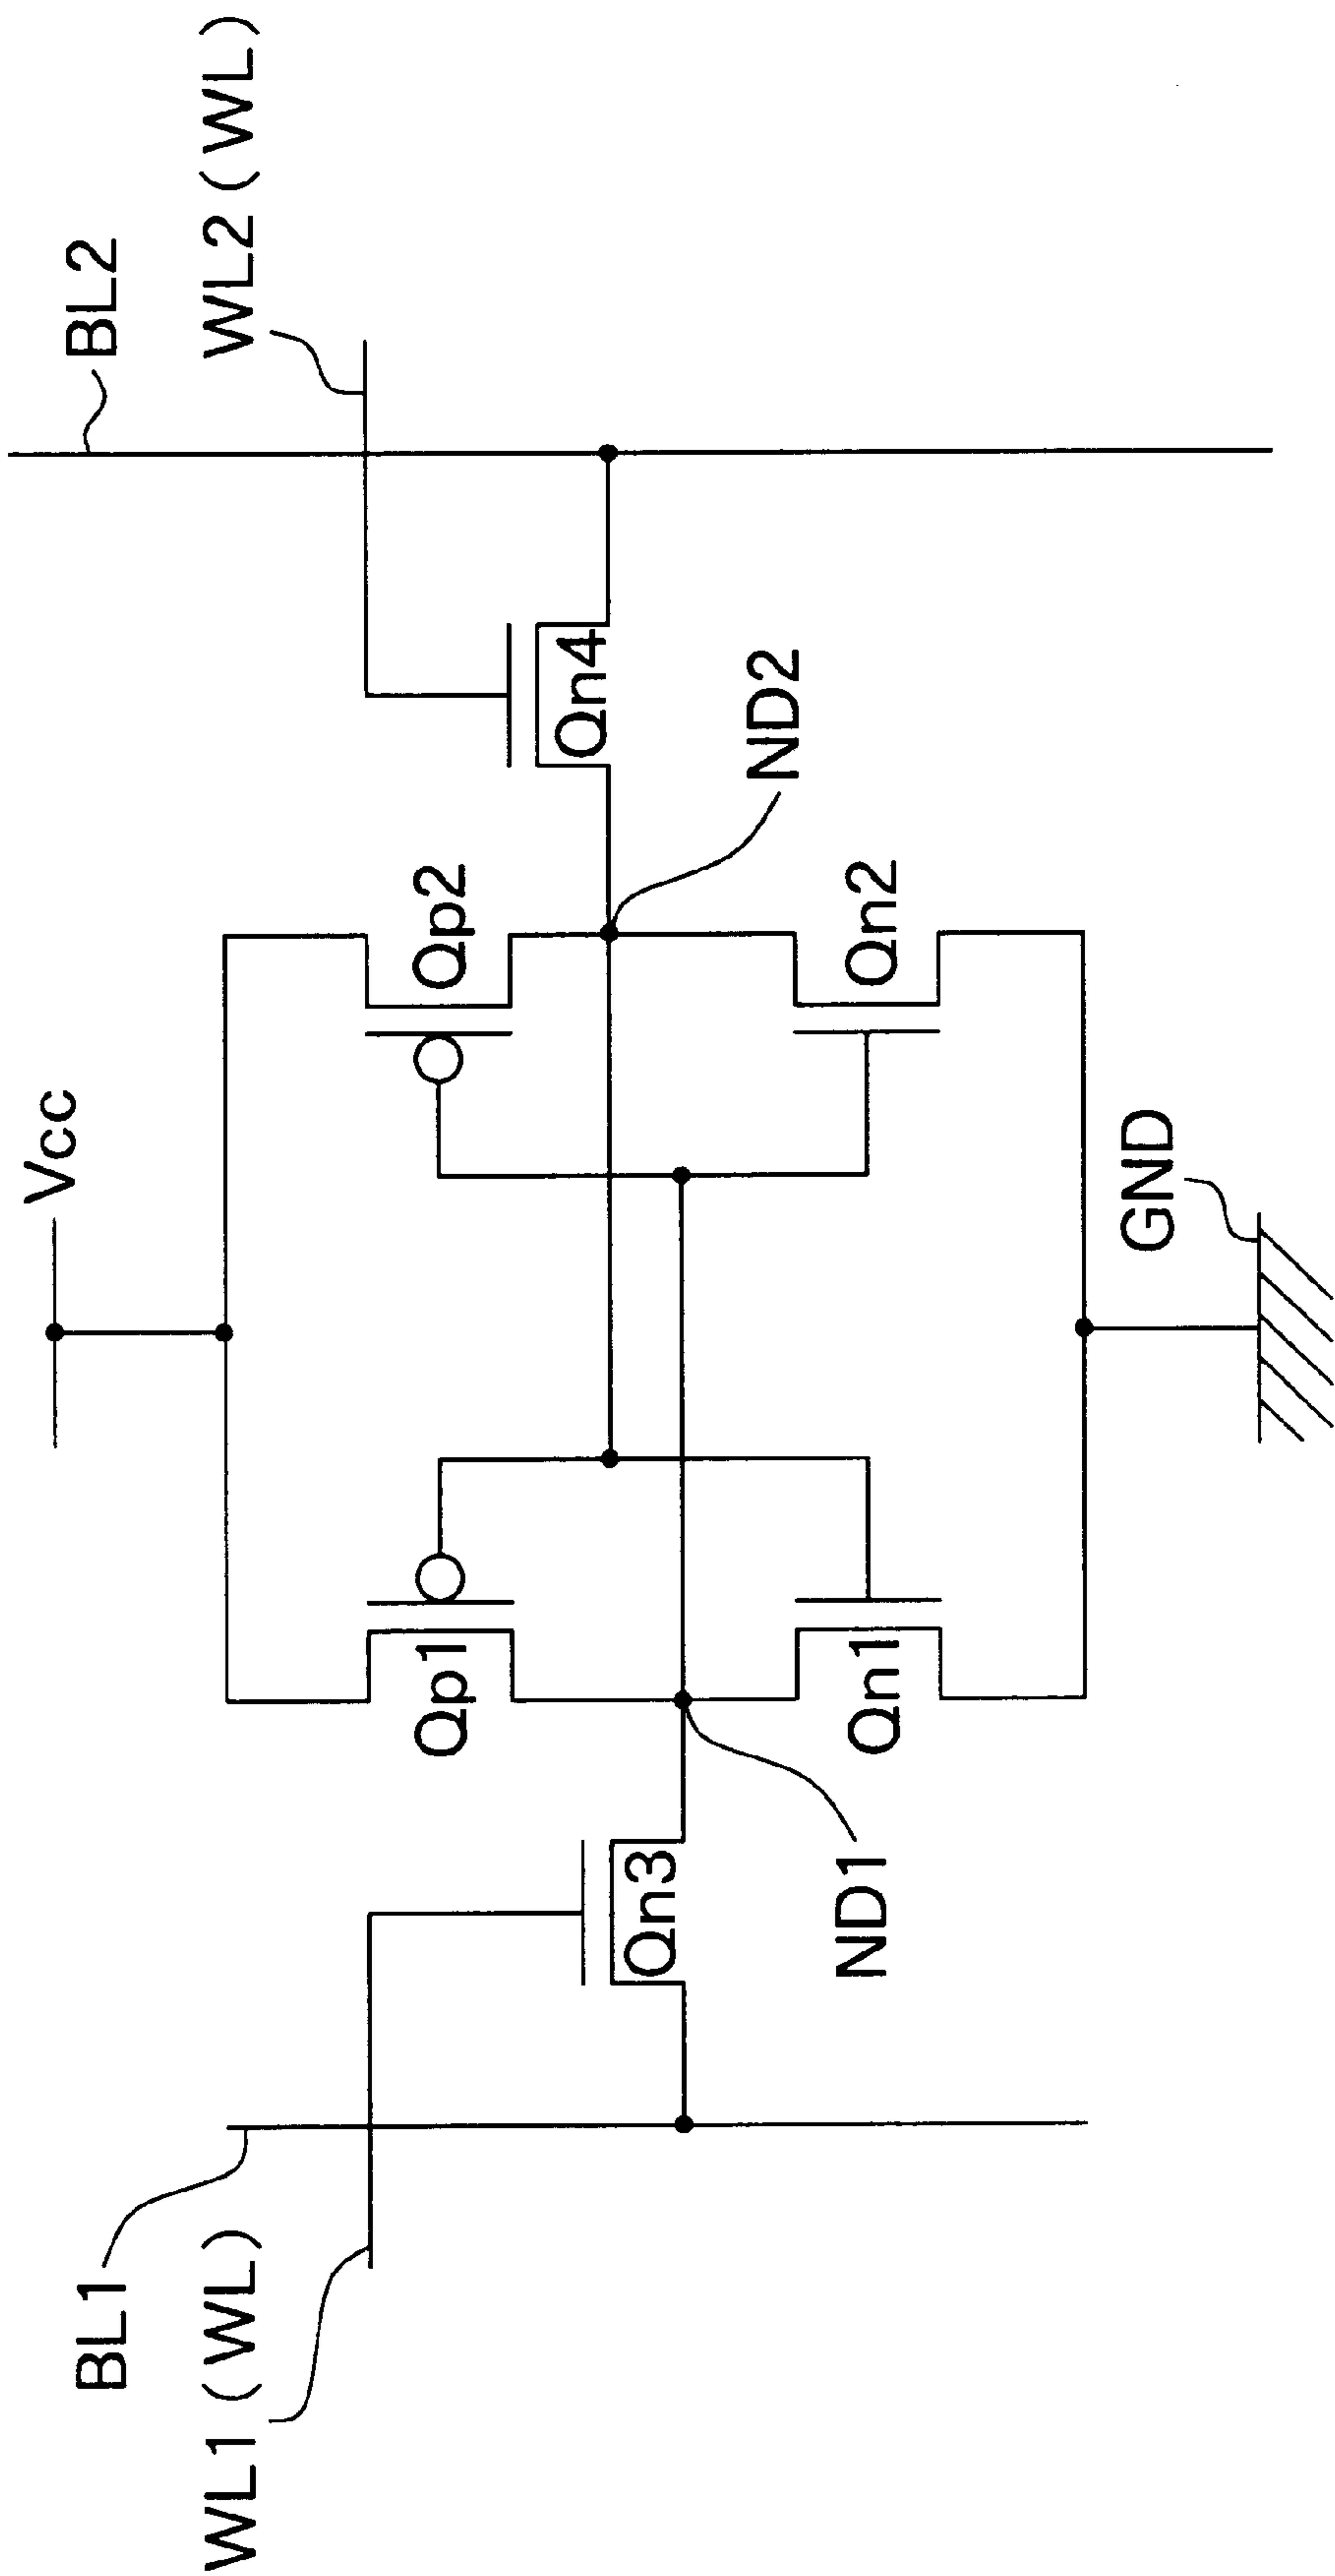 Vcc
BL1
BL2
WL1 (WL)
WL2 (WL)
Qp1
Qp2
Qn3
Qn4
ND1
ND2
Qn1
Qn2
GND